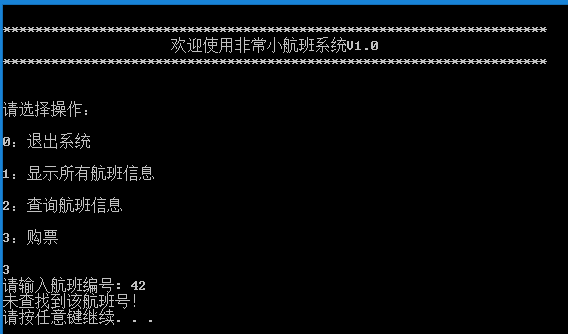 ********************************************************************
欢迎使用非常小航班系统V1.0
********************************************************************
请选择操作:
0: 退出系统
1: 显示所有航班信息
2: 查询航班信息
3: 购票
3
请输入航班编号: 42
未查找到该航班号!
请按任意键继续. . .